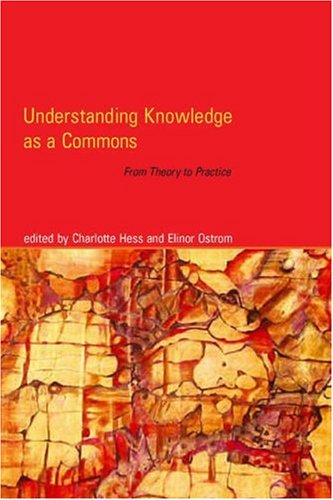 Understanding Knowledge
as a Commons
From Theory to Practice
edited by Charlotte Hess and Elinor Ostrom